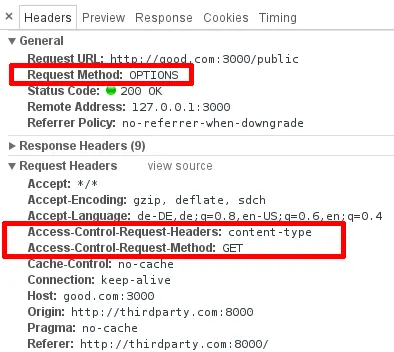 × Headers Preview Response Cookies Timing
▼ General
Request URL: http://good.com:3000/public
Request Method: OPTIONS
Status Code: 200 OK
Remote Address: 127.0.0.1:3000
Referrer Policy: no-referrer-when-downgrade
▶ Response Headers (9)
▼ Request Headers view source
Accept: */*
Accept-Encoding: gzip, deflate, sdch
Accept-Language: de-DE,de;q=0.8,en-US;q=0.6,en;q=0.4
Access-Control-Request-Headers: content-type
Access-Control-Request-Method: GET
Cache-Control: no-cache
Connection: keep-alive
Host: good.com:3000
Origin: http://thirdparty.com:8000
Pragma: no-cache
Referer: http://thirdparty.com:8000/